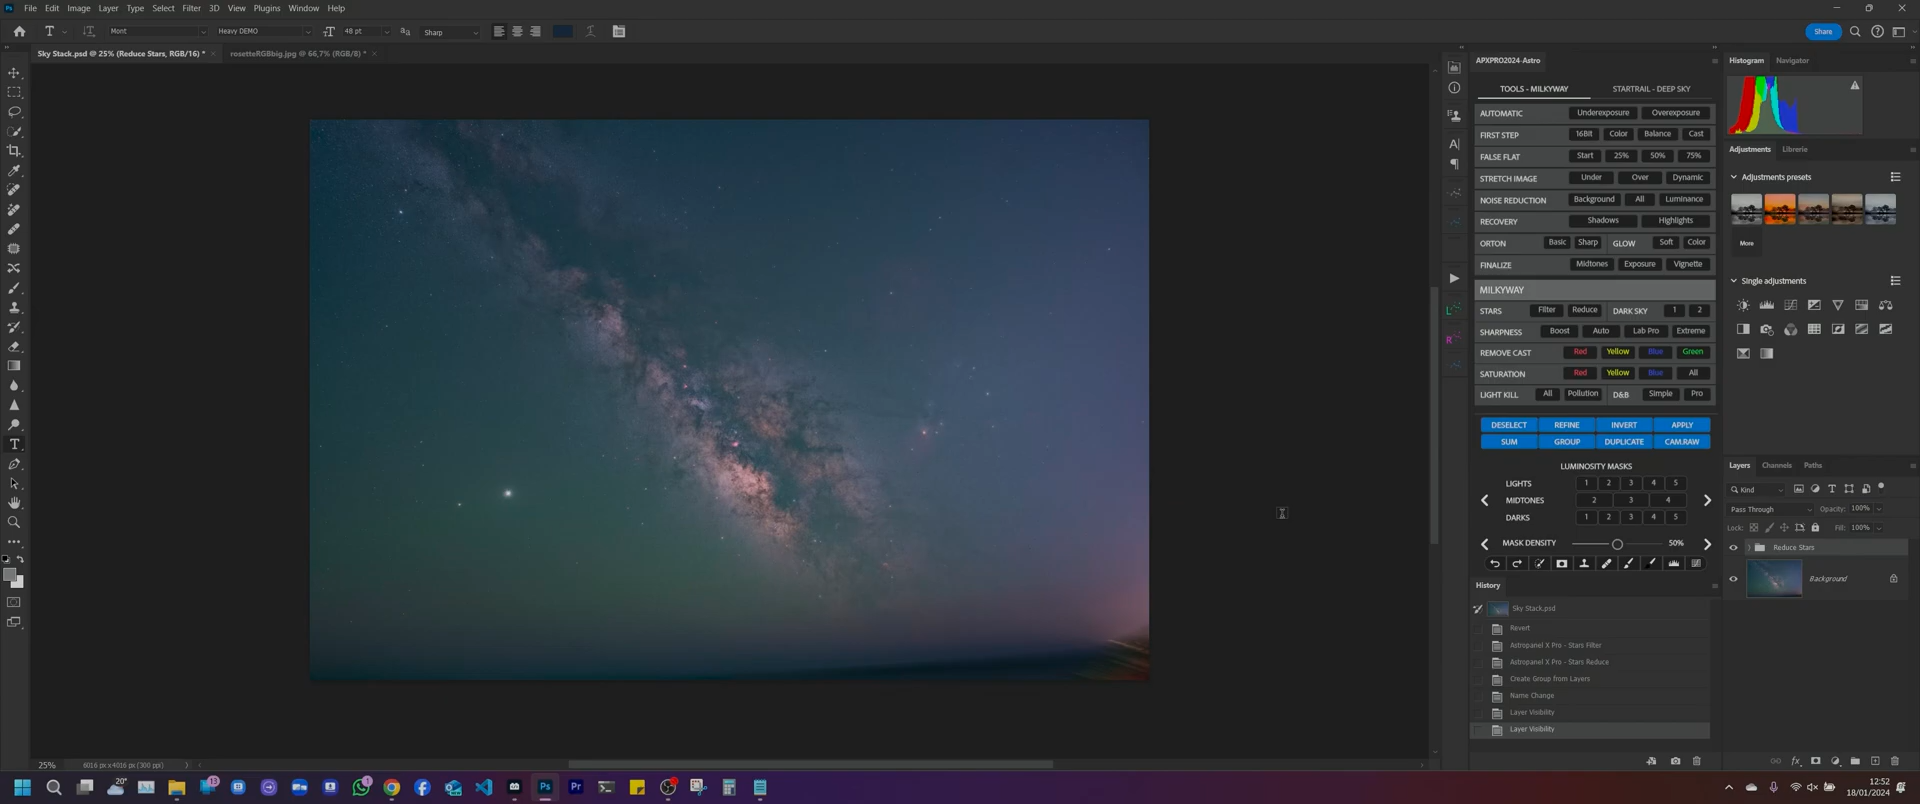 Ps File Edit Image Layer Type Select Filter 3D View Plugins Window Help
T Mont Heavy DEMO 48 pt Sharp Share
Sky Stack.psd @ 25% (Reduce Stars, RGB/16) * rosetteRGBbig.jpg @ 66,7% (RGB/8) *
APXPRO2024-Astro
TOOLS - MILKYWAY STARTRAIL - DEEP SKY
AUTOMATIC Underexposure Overexposure
FIRST STEP 16Bit Color Balance Cast
FALSE FLAT Start 25% 50% 75%
STRETCH IMAGE Under Over Dynamic
NOISE REDUCTION Background All Luminance
RECOVERY Shadows Highlights
ORTON Basic Sharp GLOW Soft Color
FINALIZE Midtones Exposure Vignette
MILKYWAY
STARS Filter Reduce DARK SKY 1 2
SHARPNESS Boost Auto Lab Pro Extreme
REMOVE CAST Red Yellow Blue Green
SATURATION Red Yellow Blue All
LIGHT KILL All Pollution D&B Simple Pro
DESELECT REFINE INVERT APPLY
SUM GROUP DUPLICATE CAM.RAW
LUMINOSITY MASKS
LIGHTS 1 2 3 4 5
MIDTONES 2 3 4
DARKS 1 2 3 4 5
MASK DENSITY 50%
History
Sky Stack.psd
Revert
Astropanel X Pro - Stars Filter
Astropanel X Pro - Stars Reduce
Create Group from Layers
Name Change
Layer Visibility
Layer Visibility
Histogram Navigator
Adjustments Librerie
Adjustments presets
More
Single adjustments
Layers Channels Paths
Kind
Pass Through Opacity: 100%
Lock: Fill: 100%
Reduce Stars
Background
25% 6016 px x 4016 px (300 ppi)
20° 13 1 Ps Pr
12:52
18/01/2024